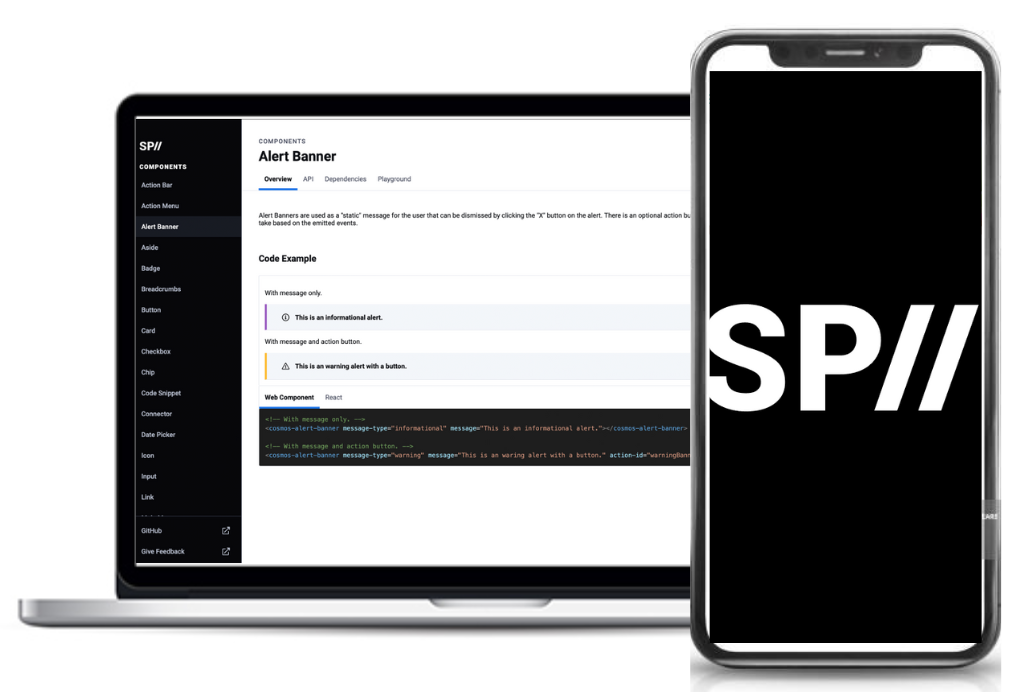 SP//
COMPONENTS
Action Bar
Action Menu
Alert Banner
Aside
Badge
Breadcrumbs
Button
Card
Checkbox
Chip
Code Snippet
Connector
Date Picker
Icon
Input
Link
GitHub
Give Feedback
COMPONENTS
Alert Banner
Overview API Dependencies Playground
Alert Banners are used as a "static" message for the user that can be dismissed by clicking the "X" button on the alert. There is an optional action bu
take based on the emitted events.
Code Example
With message only.
This is an informational alert.
With message and action button.
This is an warning alert with a button.
Web Component React
<!-- With message only. -->
<cosmos-alert-banner message-type="informational" message="This is an informational alert."></cosmos-alert-banner>
<!-- With message and action button. -->
<cosmos-alert-banner message-type="warning" message="This is an waring alert with a button." action-id="warningBann
SP//